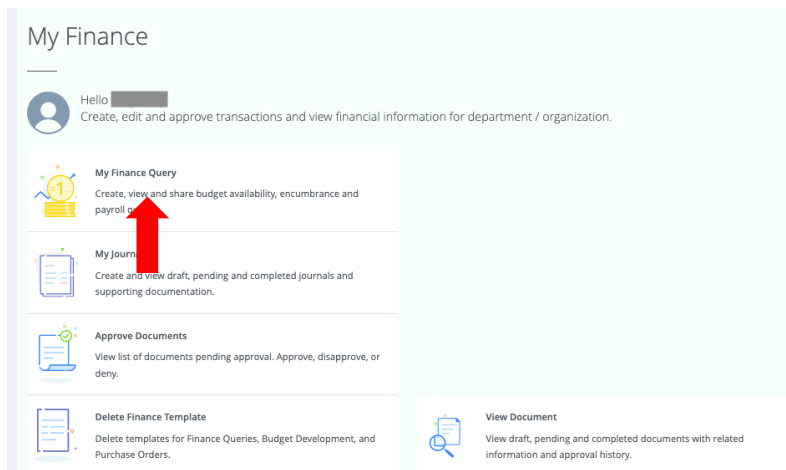 My Finance
Hello
Create, edit and approve transactions and view financial information for department / organization.
My Finance Query
Create, view and share budget availability, encumbrance and
payroll
My
Create and view draft, pending and completed journals and
supporting documentation.
Approve Documents
View list of documents pending approval. Approve, disapprove, or
deny.
Delete Finance Template
Delete templates for Finance Queries, Budget Development, and
Purchase Orders.
View Document
View draft, pending and completed documents with related
information and approval history.